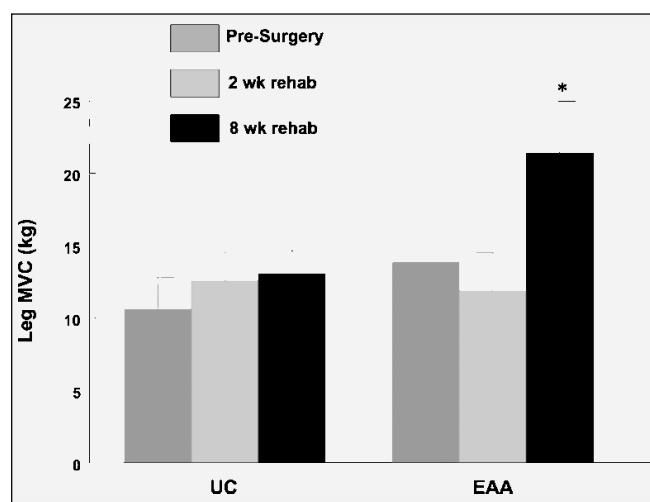 Pre-Surgery
2 wk rehab
8 wk rehab
*
25
20
15
10
5
0
Leg MVC (kg)
UC
EAA